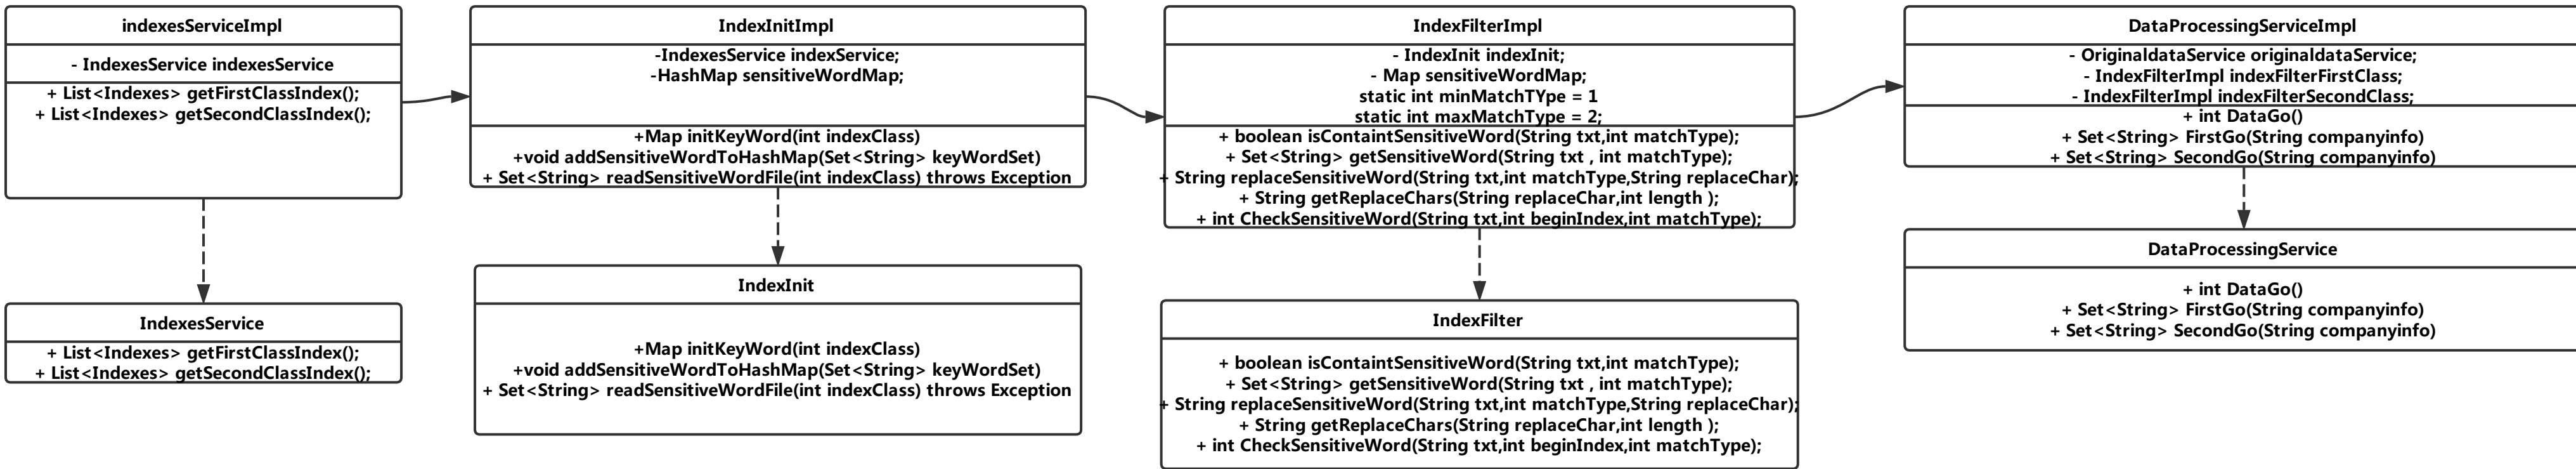 indexesServiceImpl
- IndexesService indexesService
+ List<Indexes> getFirstClassIndex();
+ List<Indexes> getSecondClassIndex();
IndexesService
+ List<Indexes> getFirstClassIndex();
+ List<Indexes> getSecondClassIndex();
IndexInitImpl
-IndexesService indexService;
-HashMap sensitiveWordMap;
+Map initKeyWord(int indexClass)
+void addSensitiveWordToHashMap(Set<String> keyWordSet)
+ Set<String> readSensitiveWordFile(int indexClass) throws Exception
IndexInit
+Map initKeyWord(int indexClass)
+void addSensitiveWordToHashMap(Set<String> keyWordSet)
+ Set<String> readSensitiveWordFile(int indexClass) throws Exception
IndexFilterImpl
- IndexInit indexInit;
- Map sensitiveWordMap;
static int minMatchTYpe = 1
static int maxMatchType = 2;
+ boolean isContaintSensitiveWord(String txt,int matchType);
+ Set<String> getSensitiveWord(String txt , int matchType);
+ String replaceSensitiveWord(String txt,int matchType,String replaceChar);
+ String getReplaceChars(String replaceChar,int length );
+ int CheckSensitiveWord(String txt,int beginIndex,int matchType);
IndexFilter
+ boolean isContaintSensitiveWord(String txt,int matchType);
+ Set<String> getSensitiveWord(String txt , int matchType);
+ String replaceSensitiveWord(String txt,int matchType,String replaceChar);
+ String getReplaceChars(String replaceChar,int length );
+ int CheckSensitiveWord(String txt,int beginIndex,int matchType);
DataProcessingServiceImpl
- OriginaldataService originaldataService;
- IndexFilterImpl indexFilterFirstClass;
- IndexFilterImpl indexFilterSecondClass;
+ int DataGo()
+ Set<String> FirstGo(String companyinfo)
+ Set<String> SecondGo(String companyinfo)
DataProcessingService
+ int DataGo()
+ Set<String> FirstGo(String companyinfo)
+ Set<String> SecondGo(String companyinfo)